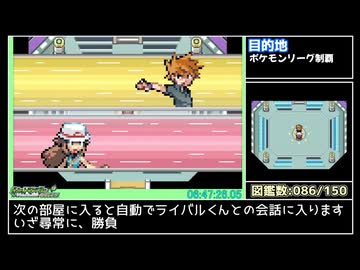 目的地
ポケモンリーグ制覇
06:47:26.05
図鑑数:086/150
次の部屋に入ると自動でライバルくんとの会話に入ります
いざ尋常に、勝負